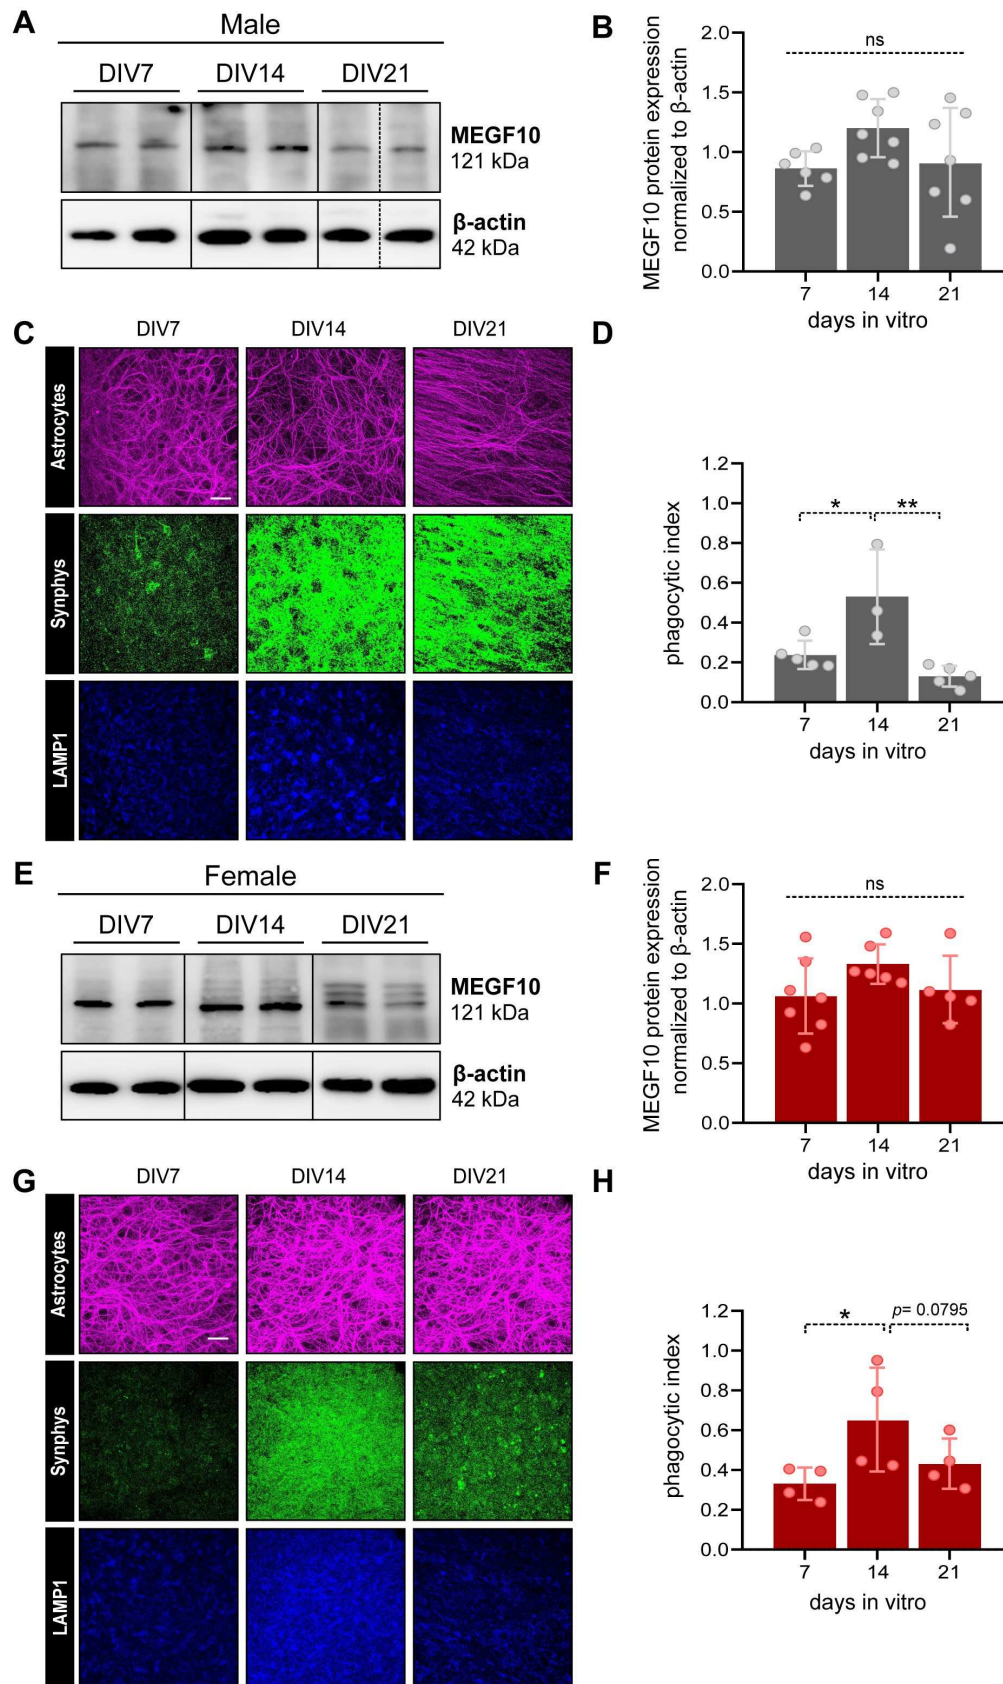 A
Male
DIV7 DIV14 DIV21
MEGF10
121 kDa
β-actin
42 kDa
B
MEGF10 protein expression
normalized to β-actin
2.0
1.5
1.0
0.5
0.0
ns
7 14 21
days in vitro
C
DIV7 DIV14 DIV21
Astrocytes
Synphys
LAMP1
D
phagocytic index
1.2
1.0
0.8
0.6
0.4
0.2
0.0
* **
7 14 21
days in vitro
E
Female
DIV7 DIV14 DIV21
MEGF10
121 kDa
β-actin
42 kDa
F
MEGF10 protein expression
normalized to β-actin
2.0
1.5
1.0
0.5
0.0
ns
7 14 21
days in vitro
G
DIV7 DIV14 DIV21
Astrocytes
Synphys
LAMP1
H
phagocytic index
1.2
1.0
0.8
0.6
0.4
0.2
0.0
* p= 0.0795
7 14 21
days in vitro